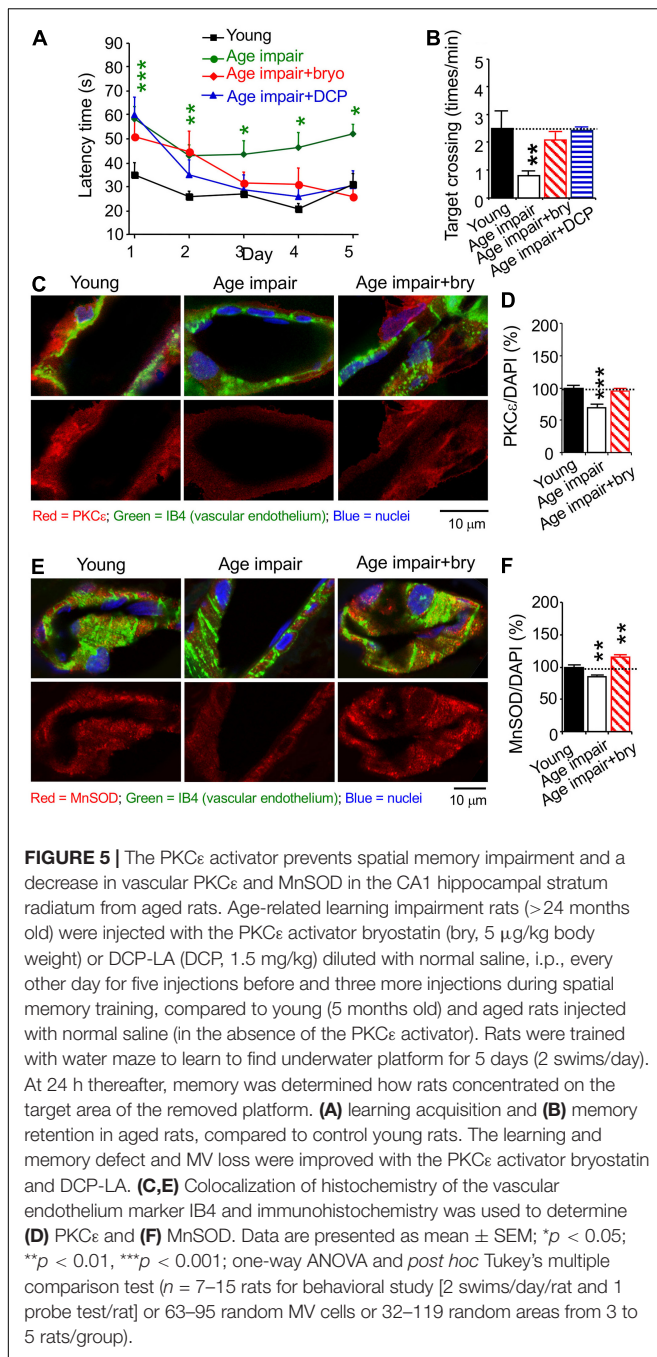 A
Young
Age impair
Age impair+bryo
Age impair+DCP
Latency time (s)
90
80
70
60
50
40
30
20
10
***
**
*
*
*
1
2
3
4
5
Day
B
Target crossing (times/min)
5
4
3
2
1
0
**
Young
Age impair
Age impair+bry
Age impair+DCP
C
Young
Age impair
Age impair+bry
Red = PKCε; Green = IB4 (vascular endothelium); Blue = nuclei
10 µm
D
PKCε/DAPI (%)
200
150
100
50
0
***
Young
Age impair
Age impair+bry
E
Young
Age impair
Age impair+bry
Red = MnSOD; Green = IB4 (vascular endothelium); Blue = nuclei
10 µm
F
MnSOD/DAPI (%)
200
150
100
50
0
**
**
Young
Age impair
Age impair+bry
FIGURE 5 | The PKCε activator prevents spatial memory impairment and a
decrease in vascular PKCε and MnSOD in the CA1 hippocampal stratum
radiatum from aged rats. Age-related learning impairment rats (>24 months
old) were injected with the PKCε activator bryostatin (bry, 5 µg/kg body
weight) or DCP-LA (DCP, 1.5 mg/kg) diluted with normal saline, i.p., every
other day for five injections before and three more injections during spatial
memory training, compared to young (5 months old) and aged rats injected
with normal saline (in the absence of the PKCε activator). Rats were trained
with water maze to learn to find underwater platform for 5 days (2 swims/day).
At 24 h thereafter, memory was determined how rats concentrated on the
target area of the removed platform. (A) learning acquisition and (B) memory
retention in aged rats, compared to control young rats. The learning and
memory defect and MV loss were improved with the PKCε activator bryostatin
and DCP-LA. (C,E) Colocalization of histochemistry of the vascular
endothelium marker IB4 and immunohistochemistry was used to determine
(D) PKCε and (F) MnSOD. Data are presented as mean ± SEM; *p < 0.05;
**p < 0.01, ***p < 0.001; one-way ANOVA and post hoc Tukey's multiple
comparison test (n = 7–15 rats for behavioral study [2 swims/day/rat and 1
probe test/rat] or 63–95 random MV cells or 32–119 random areas from 3 to
5 rats/group).